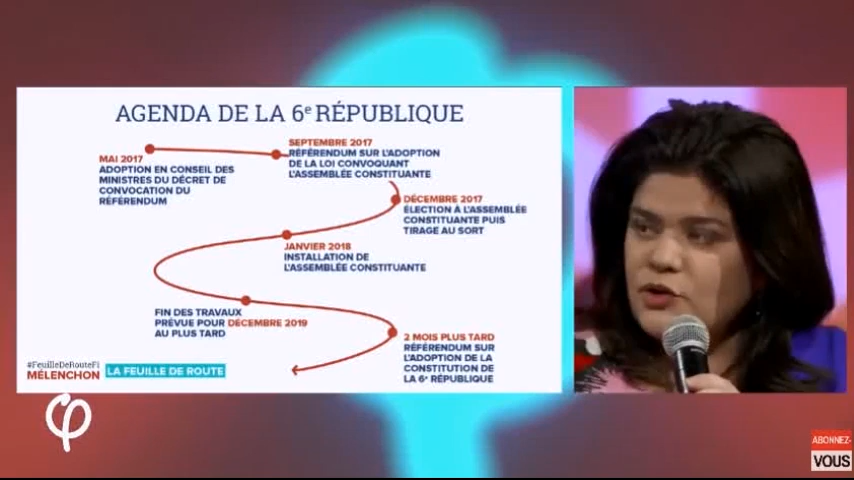 AGENDA DE LA 6e RÉPUBLIQUE
MAI 2017
ADOPTION EN CONSEIL DES
MINISTRES DU DÉCRET DE
CONVOCATION DU
RÉFÉRENDUM
SEPTEMBRE 2017
RÉFÉRENDUM SUR L'ADOPTION
DE LA LOI CONVOQUANT
L'ASSEMBLÉE CONSTITUANTE
DÉCEMBRE 2017
ÉLECTION À L'ASSEMBLÉE
CONSTITUANTE PUIS
TIRAGE AU SORT
JANVIER 2018
INSTALLATION DE
L'ASSEMBLÉE CONSTITUANTE
FIN DES TRAVAUX
PRÉVUE POUR DÉCEMBRE 2019
AU PLUS TARD
2 MOIS PLUS TARD
RÉFÉRENDUM SUR
L'ADOPTION DE LA
CONSTITUTION DE
LA 6e RÉPUBLIQUE
#FeuilleDeRouteFI
MÉLENCHON LA FEUILLE DE ROUTE
ABONNEZ-
VOUS